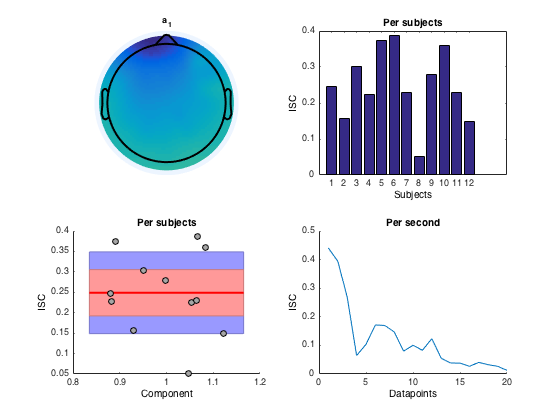 a1
Per subjects
ISC
0.4
0.3
0.2
0.1
0
1 2 3 4 5 6 7 8 9 10 11 12
Subjects
Per subjects
ISC
0.4
0.35
0.3
0.25
0.2
0.15
0.1
0.05
0.8 0.9 1 1.1 1.2
Component
Per second
ISC
0.5
0.4
0.3
0.2
0.1
0
0 5 10 15 20
Datapoints